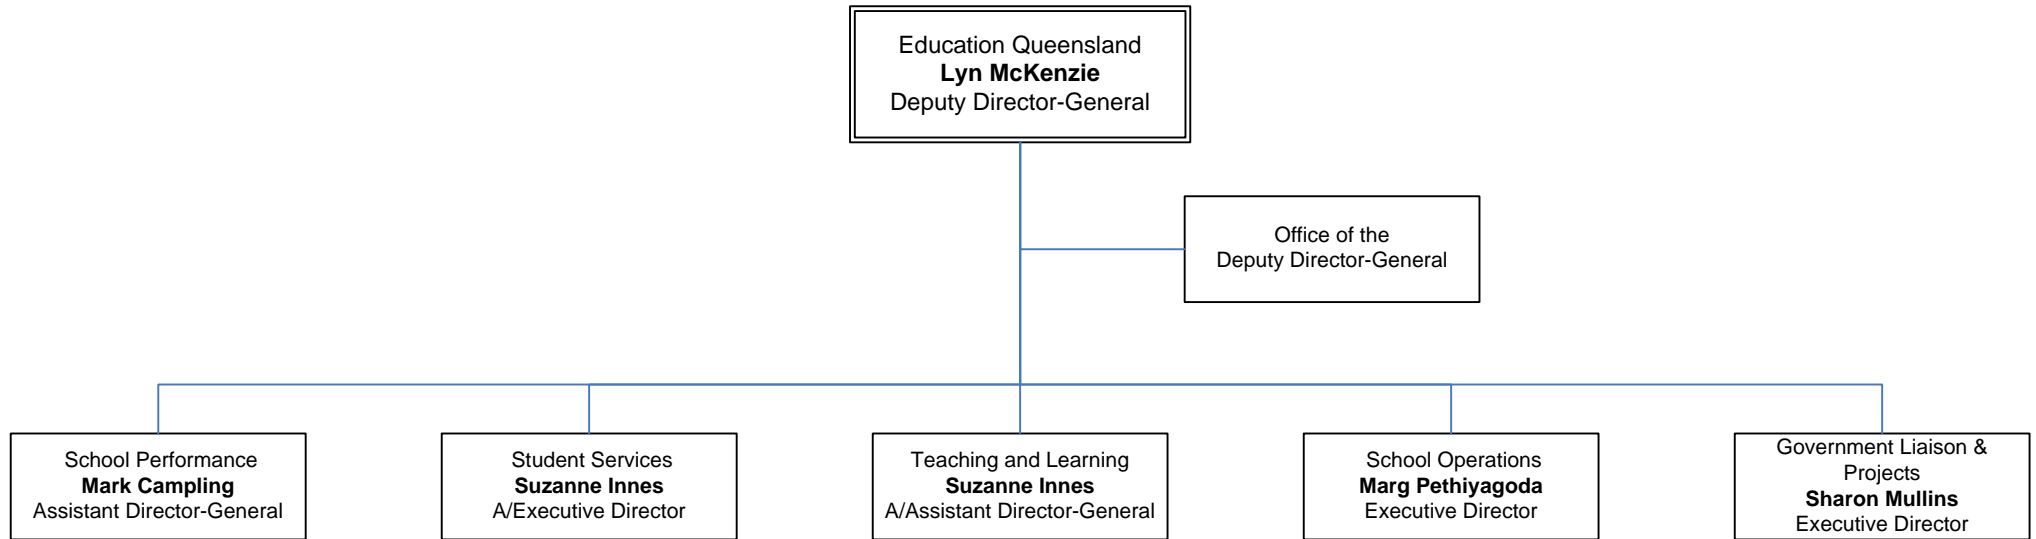 Education Queensland
Lyn McKenzie
Deputy Director-General
Office of the
Deputy Director-General
School Performance
Mark Campling
Assistant Director-General
Student Services
Suzanne Innes
A/Executive Director
Teaching and Learning
Suzanne Innes
A/Assistant Director-General
School Operations
Marg Pethiyagoda
Executive Director
Government Liaison &
Projects
Sharon Mullins
Executive Director